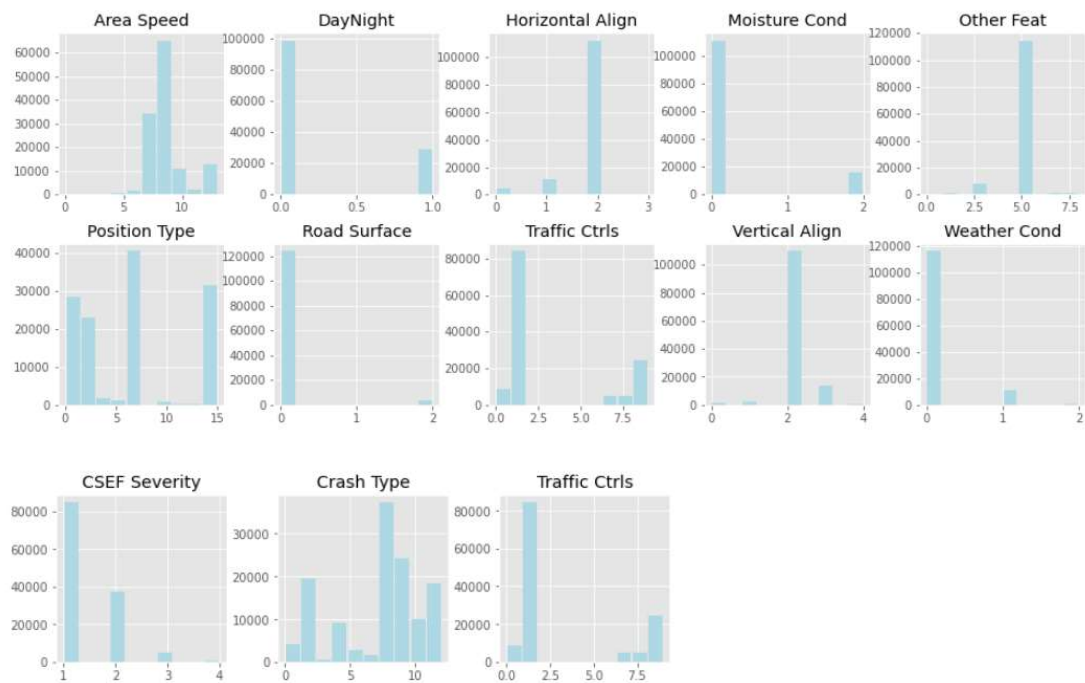 Area Speed DayNight Horizontal Align Moisture Cond Other Feat
60000 100000 100000 100000 120000
50000 80000 80000 80000 100000
40000 60000 60000 60000 80000
30000 40000 40000 40000 60000
20000 20000 20000 20000 40000
10000 0 0 0 20000
0 0
0 5 10 0.0 0.5 1.0 0 1 2 3 0 1 2 0.0 2.5 5.0 7.5
Position Type Road Surface Traffic Ctrls Vertical Align Weather Cond
40000 120000 80000 100000 120000
30000 100000 60000 80000 100000
20000 80000 40000 60000 80000
10000 60000 20000 40000 60000
0 40000 0 20000 40000
20000 0 20000
0 0
0 5 10 15 0 1 2 0.0 2.5 5.0 7.5 0 2 4 0 1 2
CSEF Severity Crash Type Traffic Ctrls
80000 30000 80000
60000 20000 60000
40000 10000 40000
20000 0 20000
0 0
1 2 3 4 0 5 10 0.0 2.5 5.0 7.5